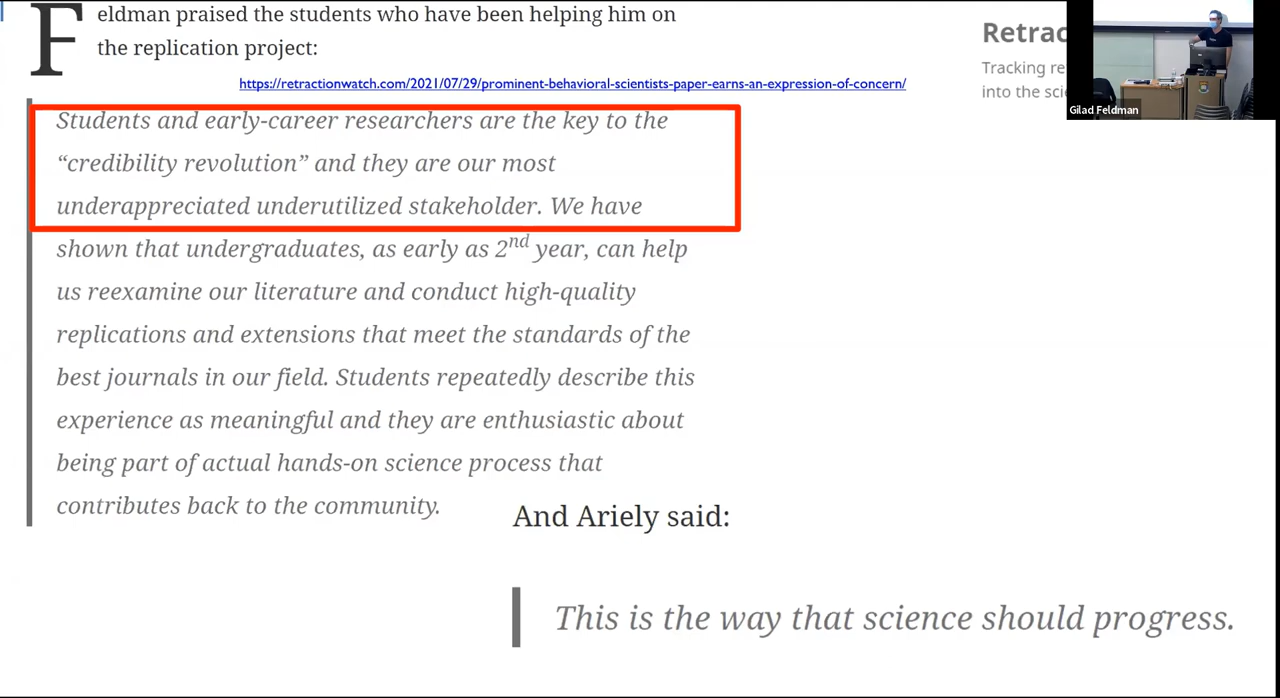 Feldman praised the students who have been helping him on
the replication project:
https://retractionwatch.com/2021/07/29/prominent-behavioral-scientists-paper-earns-an-expression-of-concern/
Retrac
Tracking re
into the scie
Gilad Feldman
Students and early-career researchers are the key to the
“credibility revolution” and they are our most
underappreciated underutilized stakeholder. We have
shown that undergraduates, as early as 2nd year, can help
us reexamine our literature and conduct high-quality
replications and extensions that meet the standards of the
best journals in our field. Students repeatedly describe this
experience as meaningful and they are enthusiastic about
being part of actual hands-on science process that
contributes back to the community.
And Ariely said:
This is the way that science should progress.